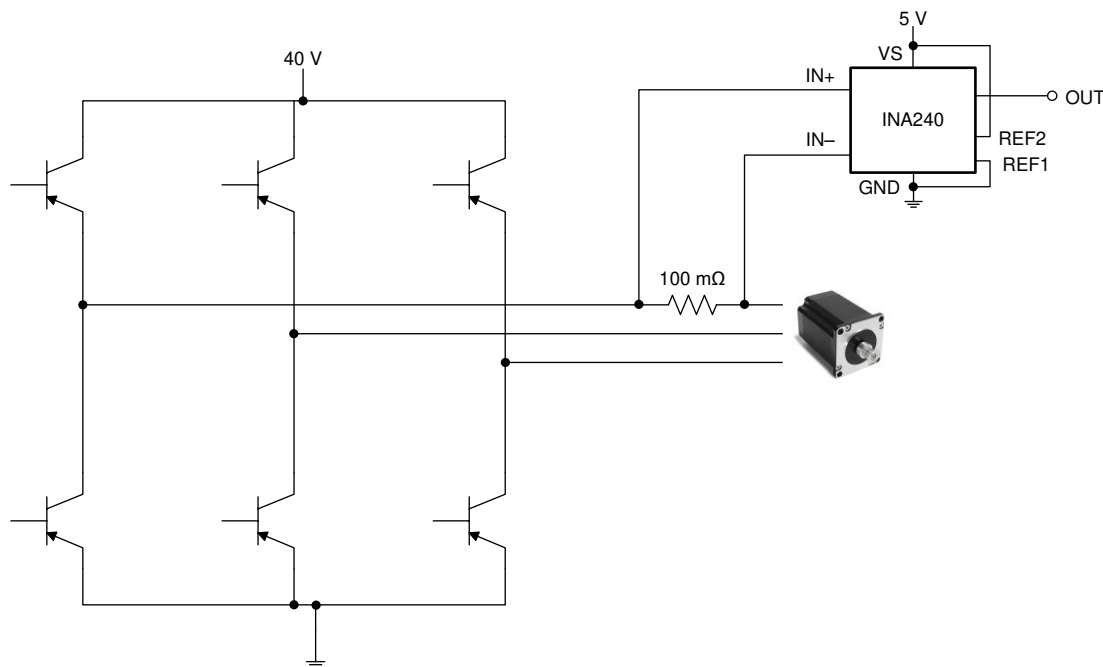 5 V
40 V
VS
IN+
INA240
OUT
REF2
IN–
REF1
GND
100 mΩ